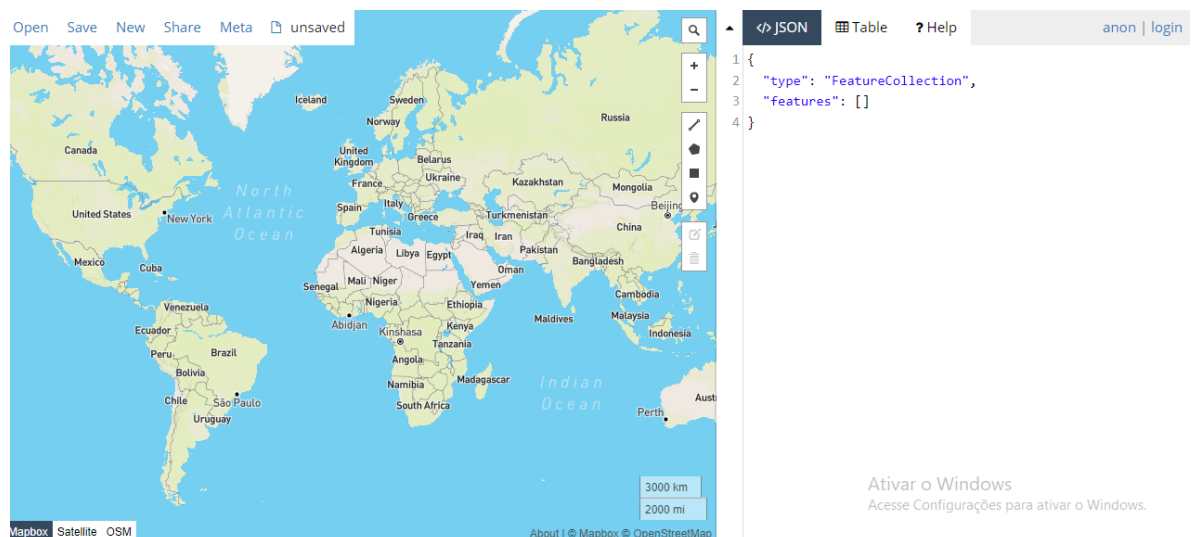 Open Save New Share Meta unsaved
</> JSON Table ? Help anon | login
1 {
2 "type": "FeatureCollection",
3 "features": []
4 }
+
−
Iceland
Sweden
Norway
Russia
Canada
United
Kingdom
Belarus
Ukraine
France
Kazakhstan
Mongolia
North
Atlantic
Ocean
Italy
Spain
Greece
Turkmenistan
Beijing
United States
New York
Tunisia
China
Iraq
Iran
Algeria
Libya
Egypt
Pakistan
Bangladesh
Mexico
Cuba
Oman
Mali
Niger
Senegal
Yemen
Cambodia
Venezuela
Nigeria
Ethiopia
Abidjan
Maldives
Malaysia
Ecuador
Kinshasa
Kenya
Indonesia
Peru
Brazil
Tanzania
Angola
Bolivia
Namibia
Madagascar
Indian
Ocean
Chile
São Paulo
South Africa
Perth
Aust
Uruguay
3000 km
2000 mi
Ativar o Windows
Acesse Configurações para ativar o Windows.
Mapbox Satellite OSM
About | © Mapbox © OpenStreetMap